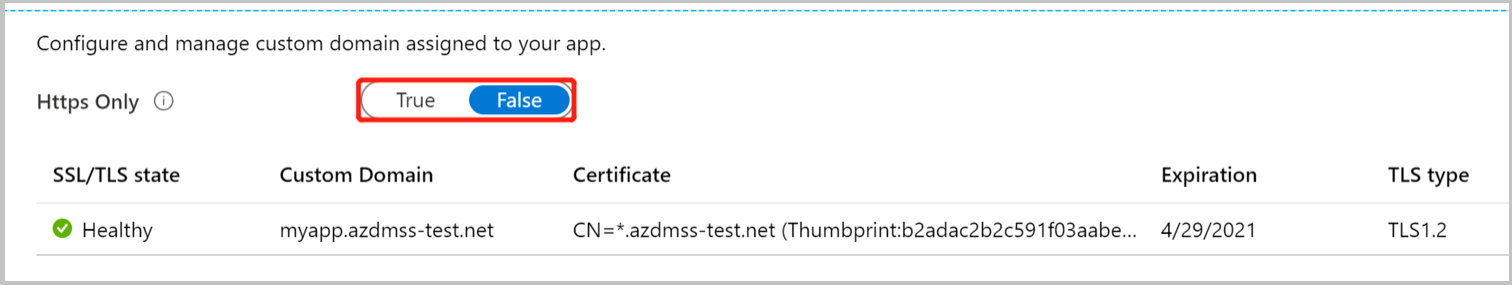 Configure and manage custom domain assigned to your app.
Https Only
True False
SSL/TLS state Custom Domain Certificate Expiration TLS type
Healthy myapp.azdmss-test.net CN=*.azdmss-test.net (Thumbprint:b2adac2b2c591f03aabe... 4/29/2021 TLS1.2